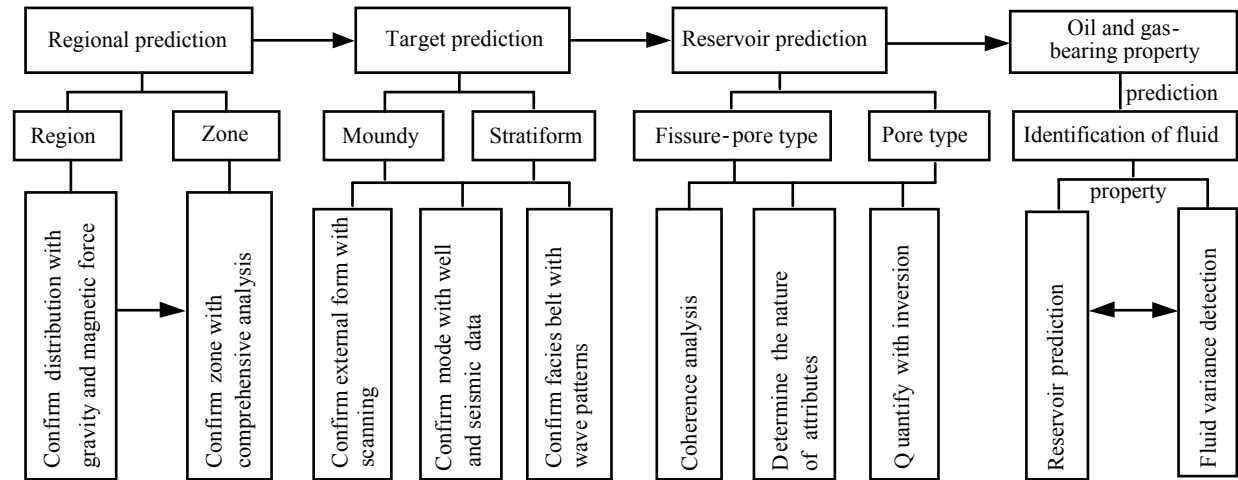 Regional prediction
Target prediction
Reservoir prediction
Oil and gas-
bearing property
prediction
Region
Zone
Moundy
Stratiform
Fissure-pore type
Pore type
Identification of fluid
property
Confirm distribution with
gravity and magnetic force
Confirm zone with
comprehensive analysis
Confirm external form with
scanning
Confirm mode with well
and seismic data
Confirm facies belt with
wave patterns
Coherence analysis
Determine the nature
of attributes
Quantify with inversion
Reservoir prediction
Fluid variance detection